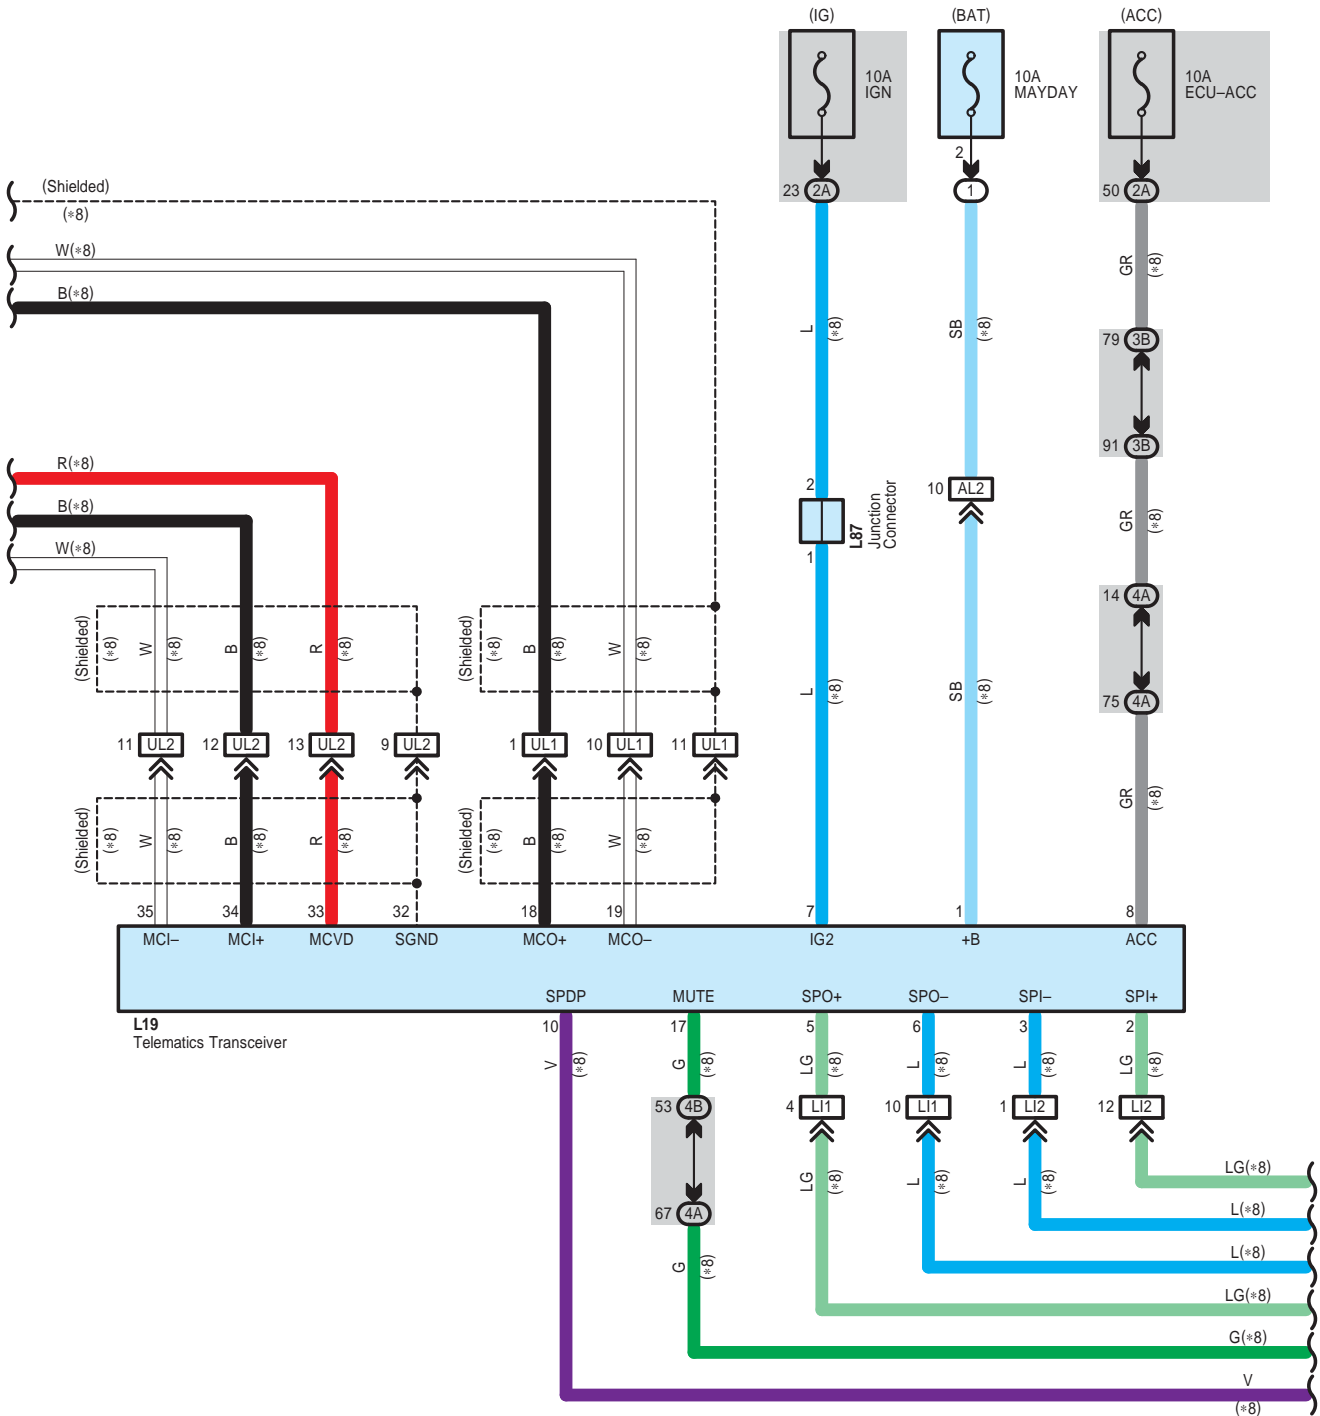 (IG) (BAT) (ACC)
10A IGN
10A MAYDAY
10A ECU–ACC
2
23 2A 1 50 2A
(Shielded)
(*8)
W(*8)
B(*8)
GR (*8)
L (*8) SB (*8)
79 3B
91 3B
R(*8)
B(*8)
W(*8)
2
L87 Junction Connector
1
10 AL2
GR (*8)
14 4A
75 4A
(Shielded) (*8) W (*8) B (*8) R (*8)
(Shielded) (*8) B (*8) W (*8)
L (*8) SB (*8)
11 UL2 12 UL2 13 UL2 9 UL2 1 UL1 10 UL1 11 UL1
GR (*8)
(Shielded) (*8) W (*8) B (*8) R (*8)
(Shielded) (*8) B (*8) W (*8)
35 34 33 32 18 19 7 1 8
MCI– MCI+ MCVD SGND MCO+ MCO– IG2 +B ACC
SPDP MUTE SPO+ SPO– SPI– SPI+
L19
Telematics Transceiver
10 17 5 6 3 2
V (*8) G (*8) LG (*8) L (*8) L (*8) LG (*8)
53 4B 4 LI1 10 LI1 1 LI2 12 LI2
LG (*8) L (*8) L (*8)
67 4A
G (*8)
LG(*8)
L(*8)
L(*8)
LG(*8)
G(*8)
V
(*8)